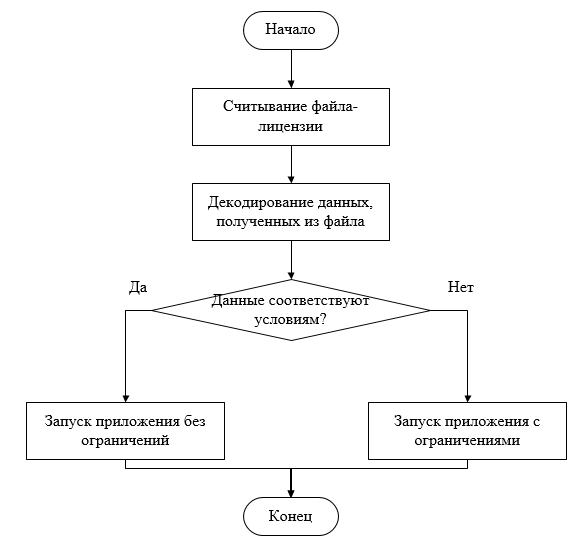 Начало
Считывание файла-
лицензии
Декодирование данных,
полученных из файла
Да
Нет
Данные соответствуют
условиям?
Запуск приложения без
ограничений
Запуск приложения с
ограничениями
Конец